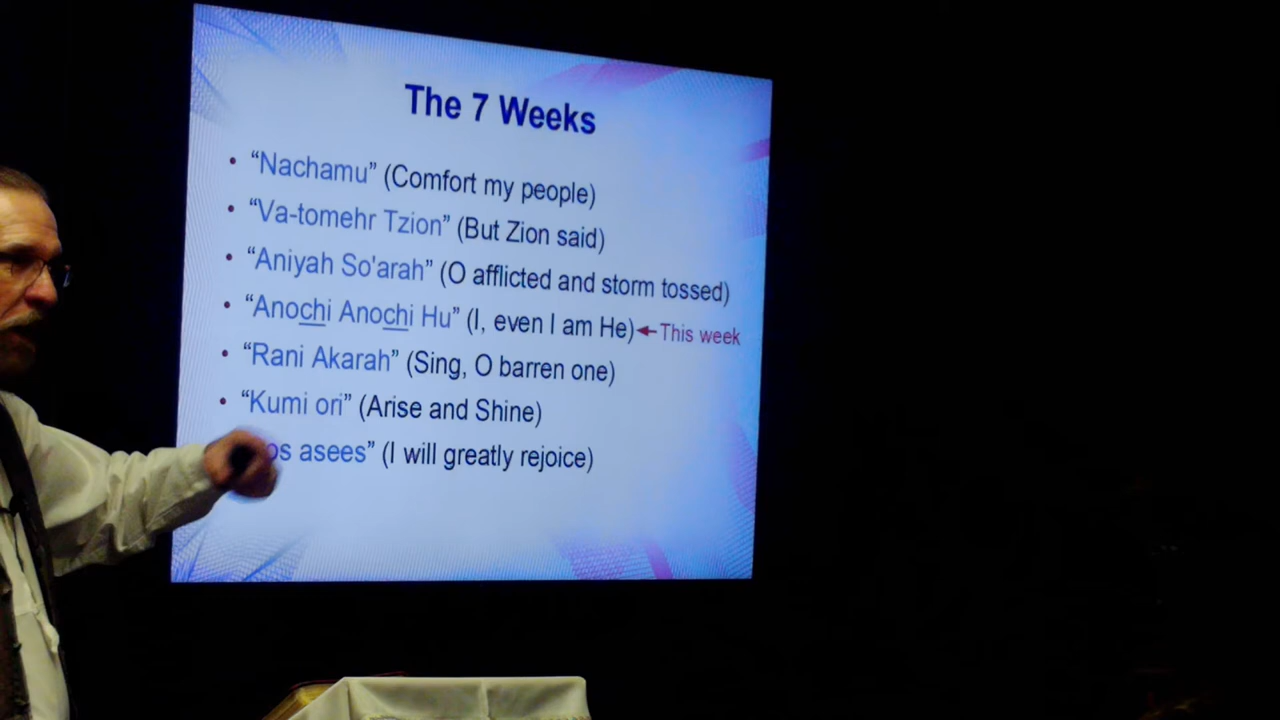 The 7 Weeks
• “Nachamu” (Comfort my people)
• “Va-tomehr Tzion” (But Zion said)
• “Aniyah So'arah” (O afflicted and storm tossed)
• “Anochi Anochi Hu” (I, even I am He) ←This week
• “Rani Akarah” (Sing, O barren one)
• “Kumi ori” (Arise and Shine)
asees” (I will greatly rejoice)